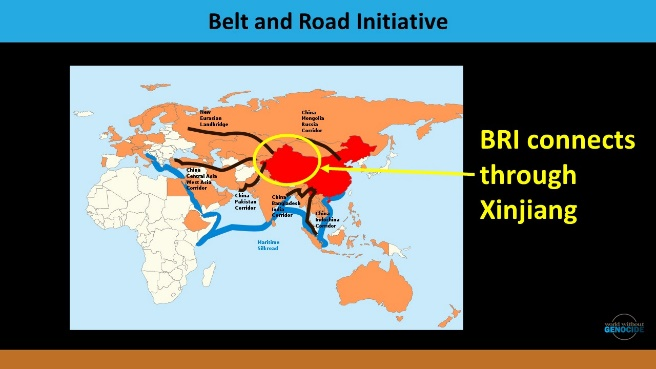 Belt and Road Initiative
New
Eurasian
Landbridge
China
Mongolia
Russia
Corridor
BRI connects
through
Xinjiang
China
Central Asia
West Asia
Corridor
China
Pakistan
Corridor
China
Bangladesh
India
Corridor
China
Indochina
Corridor
Maritime
Silkroad
world without
GENOCIDE